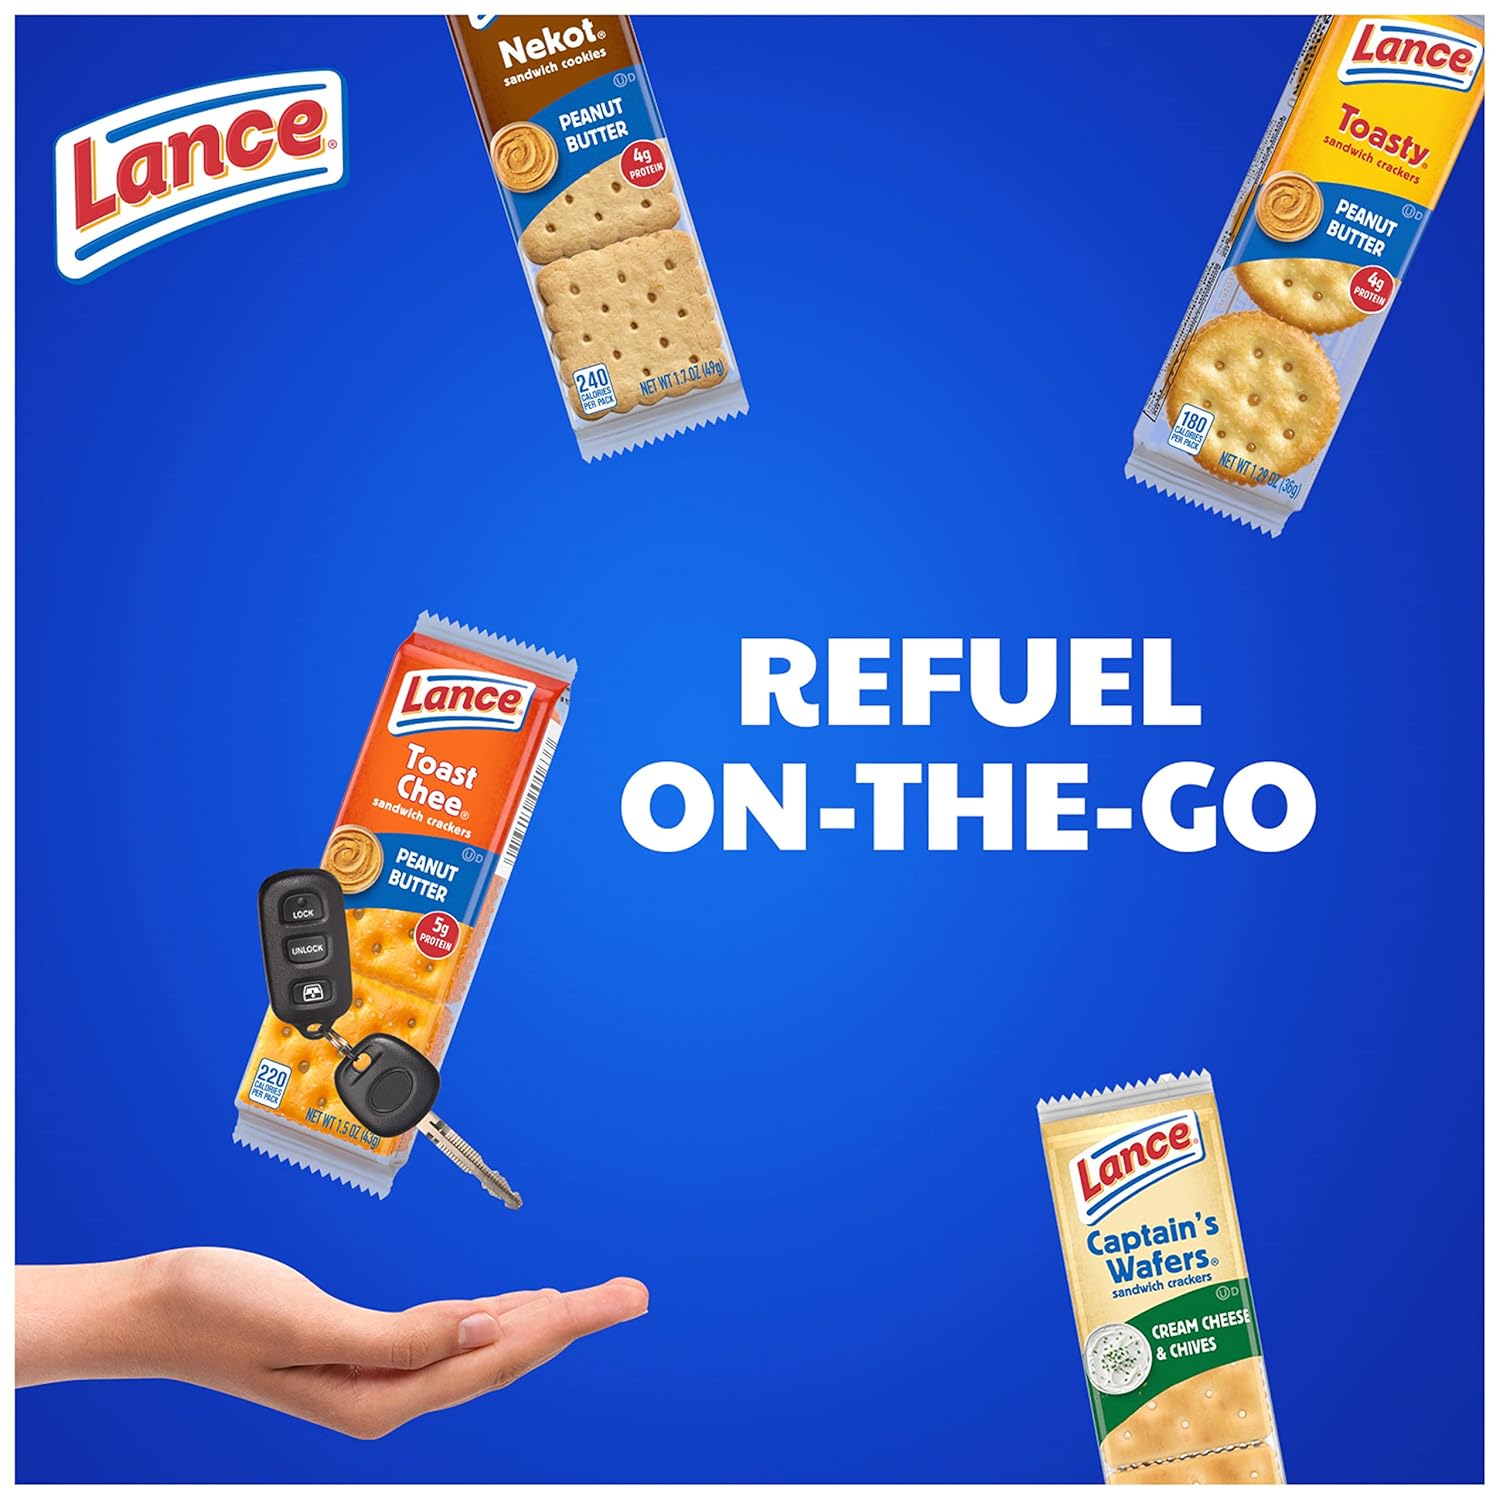 Lance®
Nekot®
sandwich cookies
U D
PEANUT
BUTTER
4g
PROTEIN
240
CALORIES
PER PACK
NET WT 1.7 OZ (49g)
Lance®
Toasty®
sandwich crackers
U D
PEANUT
BUTTER
4g
PROTEIN
180
CALORIES
PER PACK
NET WT 1.29 OZ (36g)
REFUEL
ON-THE-GO
Lance®
Toast
Chee®
sandwich crackers
U D
PEANUT
BUTTER
5g
PROTEIN
LOCK
UNLOCK
220
CALORIES
PER PACK
NET WT 1.5 OZ (43g)
Lance®
Captain's
Wafers®
sandwich crackers
U D
CREAM CHEESE
& CHIVES